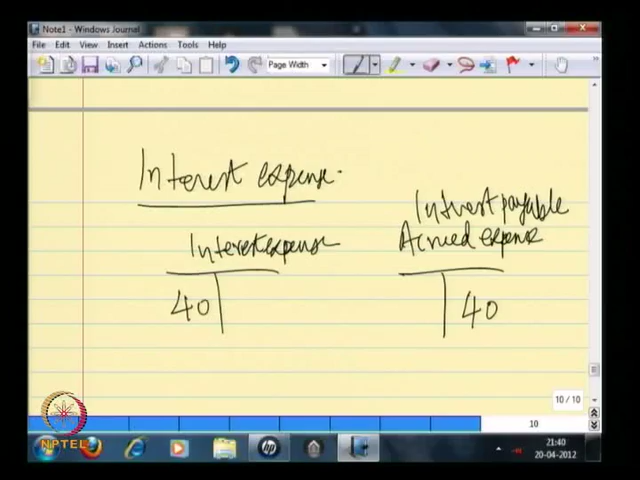 Note1 - Windows Journal
File Edit View Insert Actions Tools Help
Page Width
Interest expense.
Interest expense
Interest payable
Accrued expense
40
40
10 / 10
10
NPTEL
hp
21:40
20-04-2012